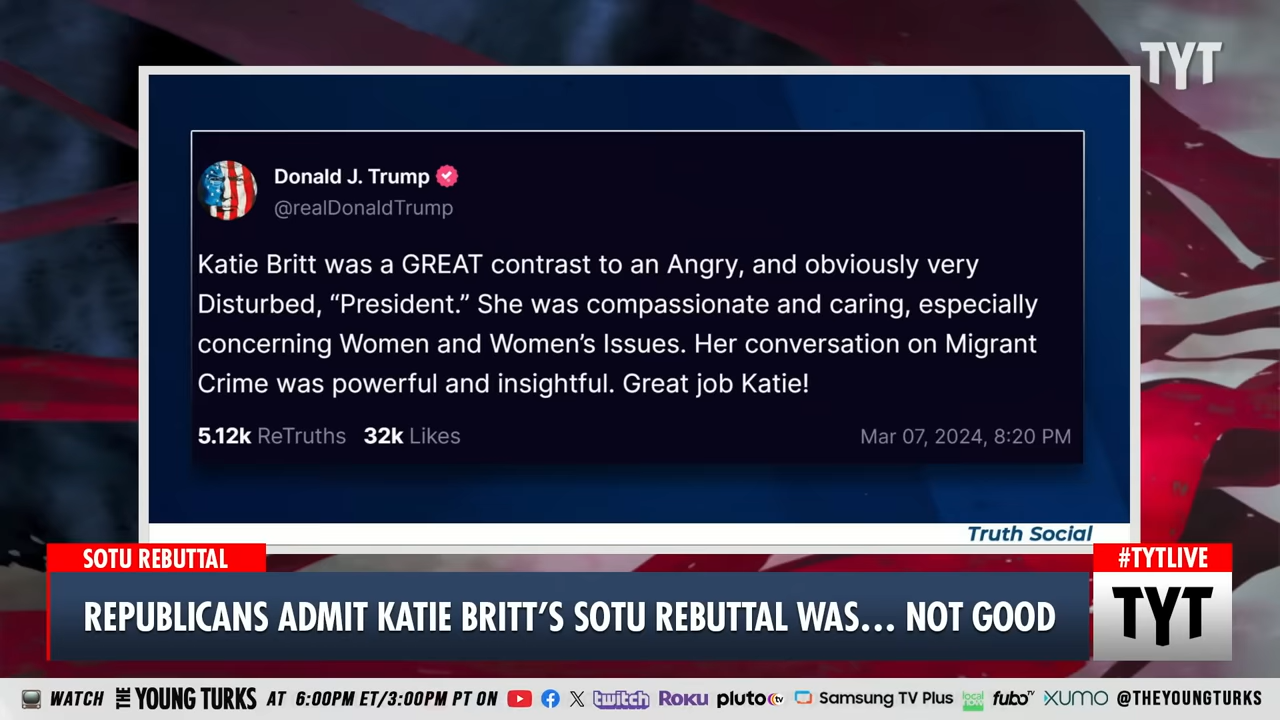 TYT
Donald J. Trump
@realDonaldTrump
Katie Britt was a GREAT contrast to an Angry, and obviously very
Disturbed, “President.” She was compassionate and caring, especially
concerning Women and Women’s Issues. Her conversation on Migrant
Crime was powerful and insightful. Great job Katie!
5.12k ReTruths 32k Likes
Mar 07, 2024, 8:20 PM
Truth Social
SOTU REBUTTAL
#TYTLIVE
REPUBLICANS ADMIT KATIE BRITT’S SOTU REBUTTAL WAS... NOT GOOD
TYT
WATCH THE YOUNG TURKS AT 6:00PM ET/3:00PM PT ON twitch Roku pluto tv Samsung TV Plus local now fubo XUMO @THEYOUNGTURKS